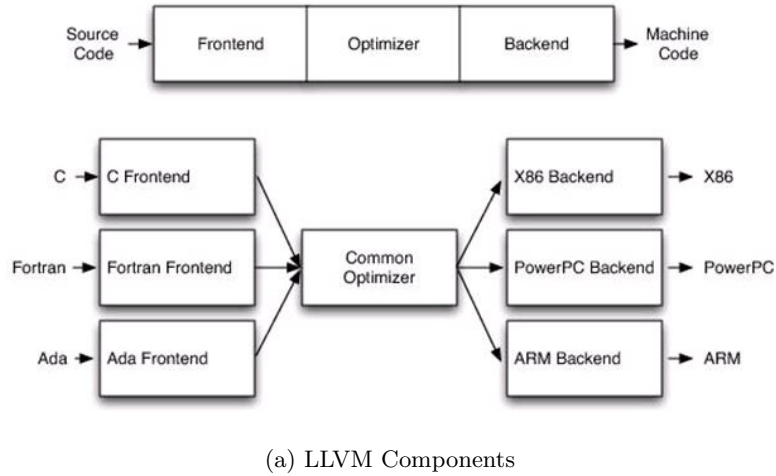 Source
Code
Frontend
Optimizer
Backend
Machine
Code
C
C Frontend
X86 Backend
X86
Fortran
Fortran Frontend
Common
Optimizer
PowerPC Backend
PowerPC
Ada
Ada Frontend
ARM Backend
ARM
(a) LLVM Components